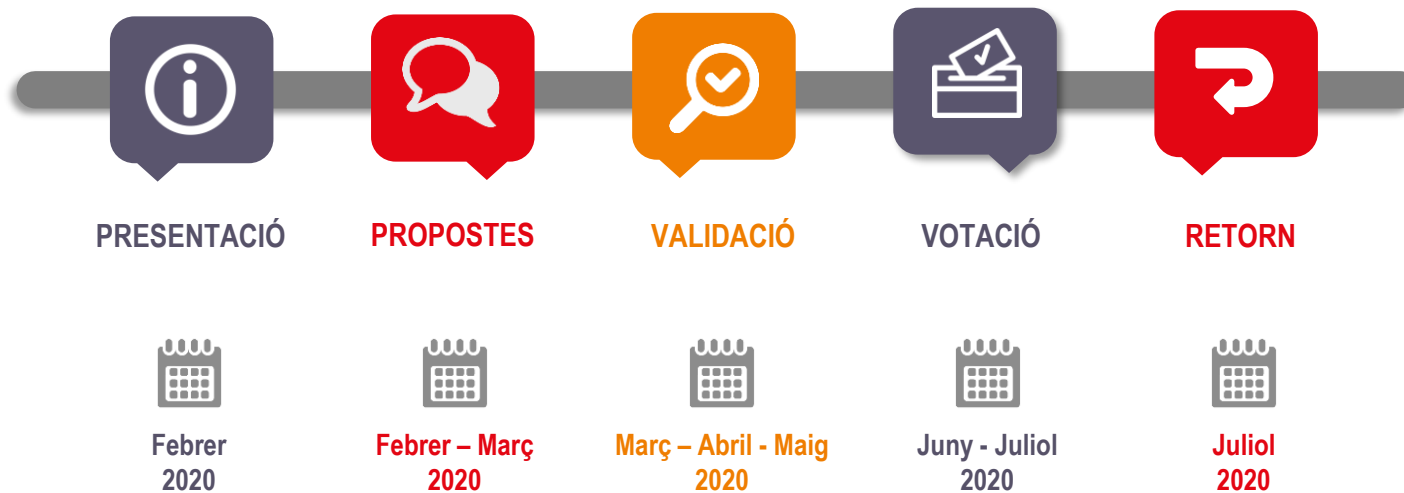 PRESENTACIÓ
PROPOSTES
VALIDACIÓ
VOTACIÓ
RETORN
Febrer
2020
Febrer – Març
2020
Març – Abril - Maig
2020
Juny - Juliol
2020
Juliol
2020